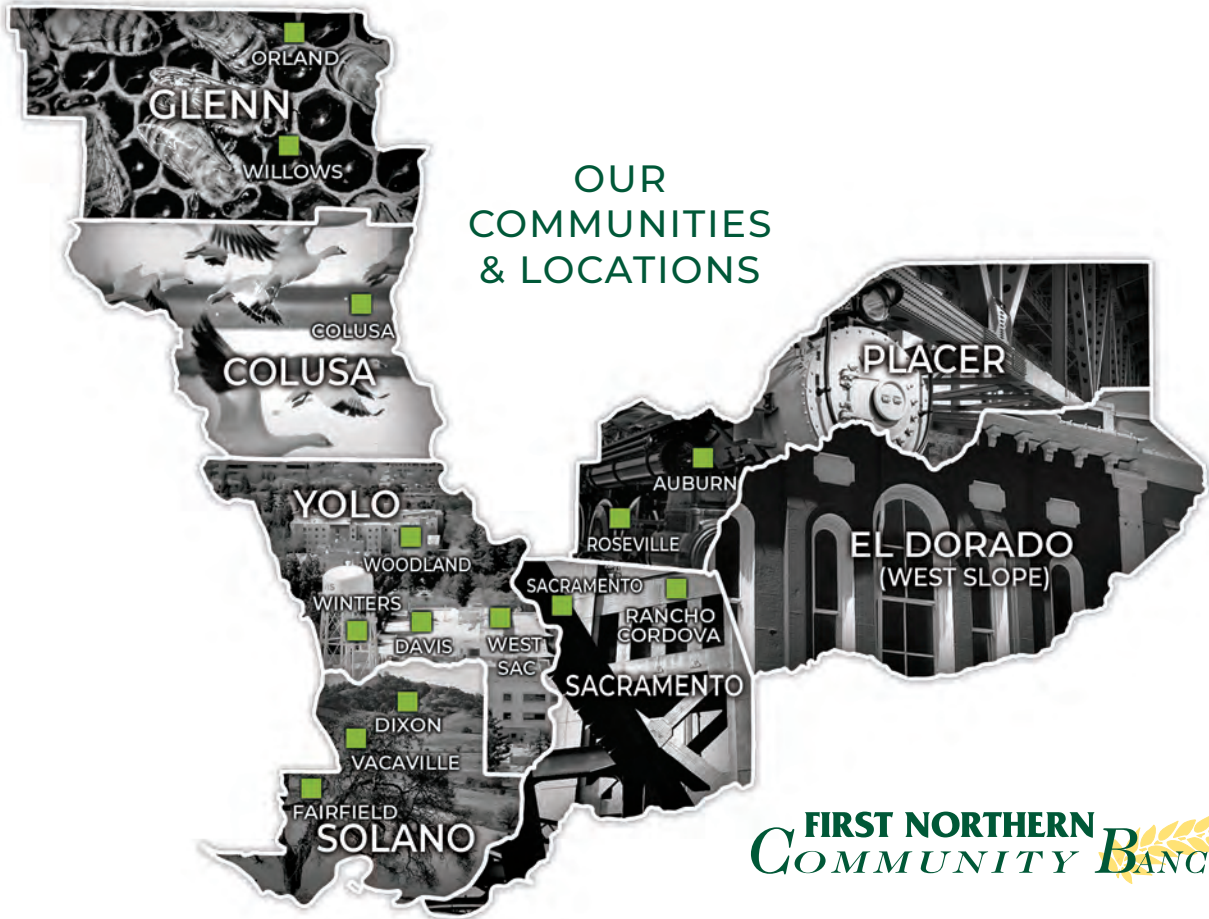 ORLAND
GLENN
WILLOWS
OUR
COMMUNITIES
& LOCATIONS
COLUSA
COLUSA
PLACER
AUBURN
ROSEVILLE
EL DORADO
(WEST SLOPE)
YOLO
WOODLAND
WINTERS
DAVIS
WEST
SAC
SACRAMENTO
RANCHO
CORDOVA
SACRAMENTO
DIXON
VACAVILLE
FAIRFIELD
SOLANO
FIRST NORTHERN
COMMUNITY BANC